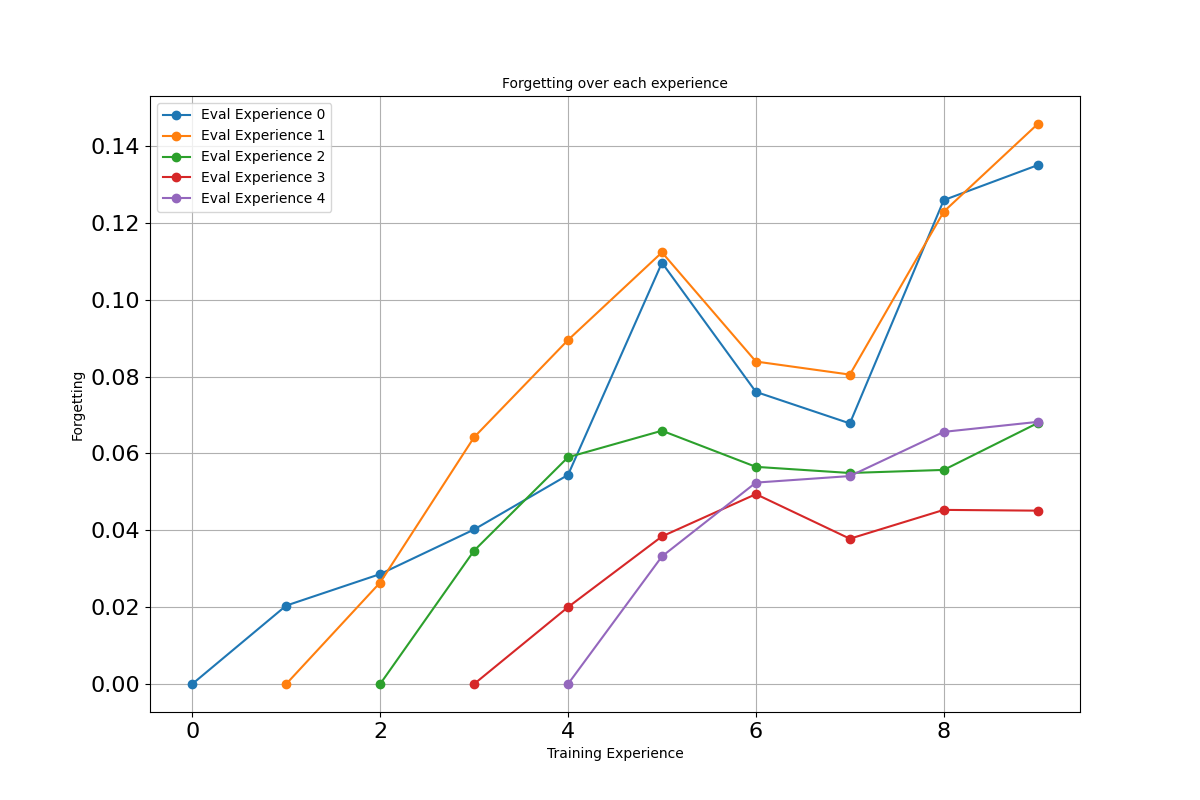 Forgetting over each experience
Eval Experience 0
Eval Experience 1
Eval Experience 2
Eval Experience 3
Eval Experience 4
0.14
0.12
0.10
0.08
0.06
0.04
0.02
0.00
Forgetting
0 2 4 6 8
Training Experience